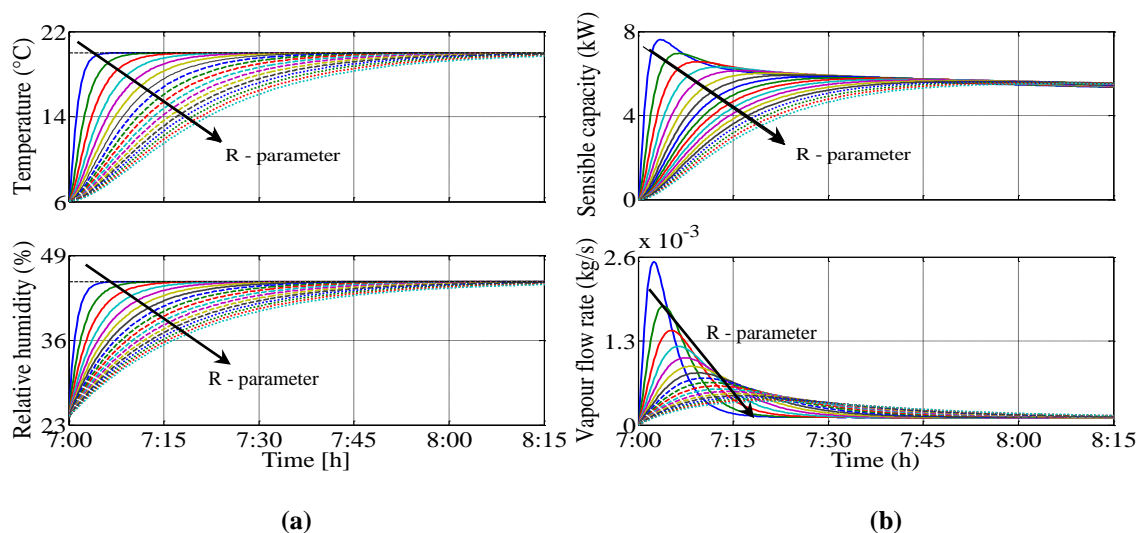 Temperature (°C)
22
14
6
R - parameter
Relative humidity (%)
49
36
23
R - parameter
7:00 7:15 7:30 7:45 8:00 8:15
Time [h]
(a)
Sensible capacity (kW)
8
4
0
R - parameter
Vapour flow rate (kg/s)
x 10-3
2.6
1.3
0
R - parameter
7:00 7:15 7:30 7:45 8:00 8:15
Time (h)
(b)